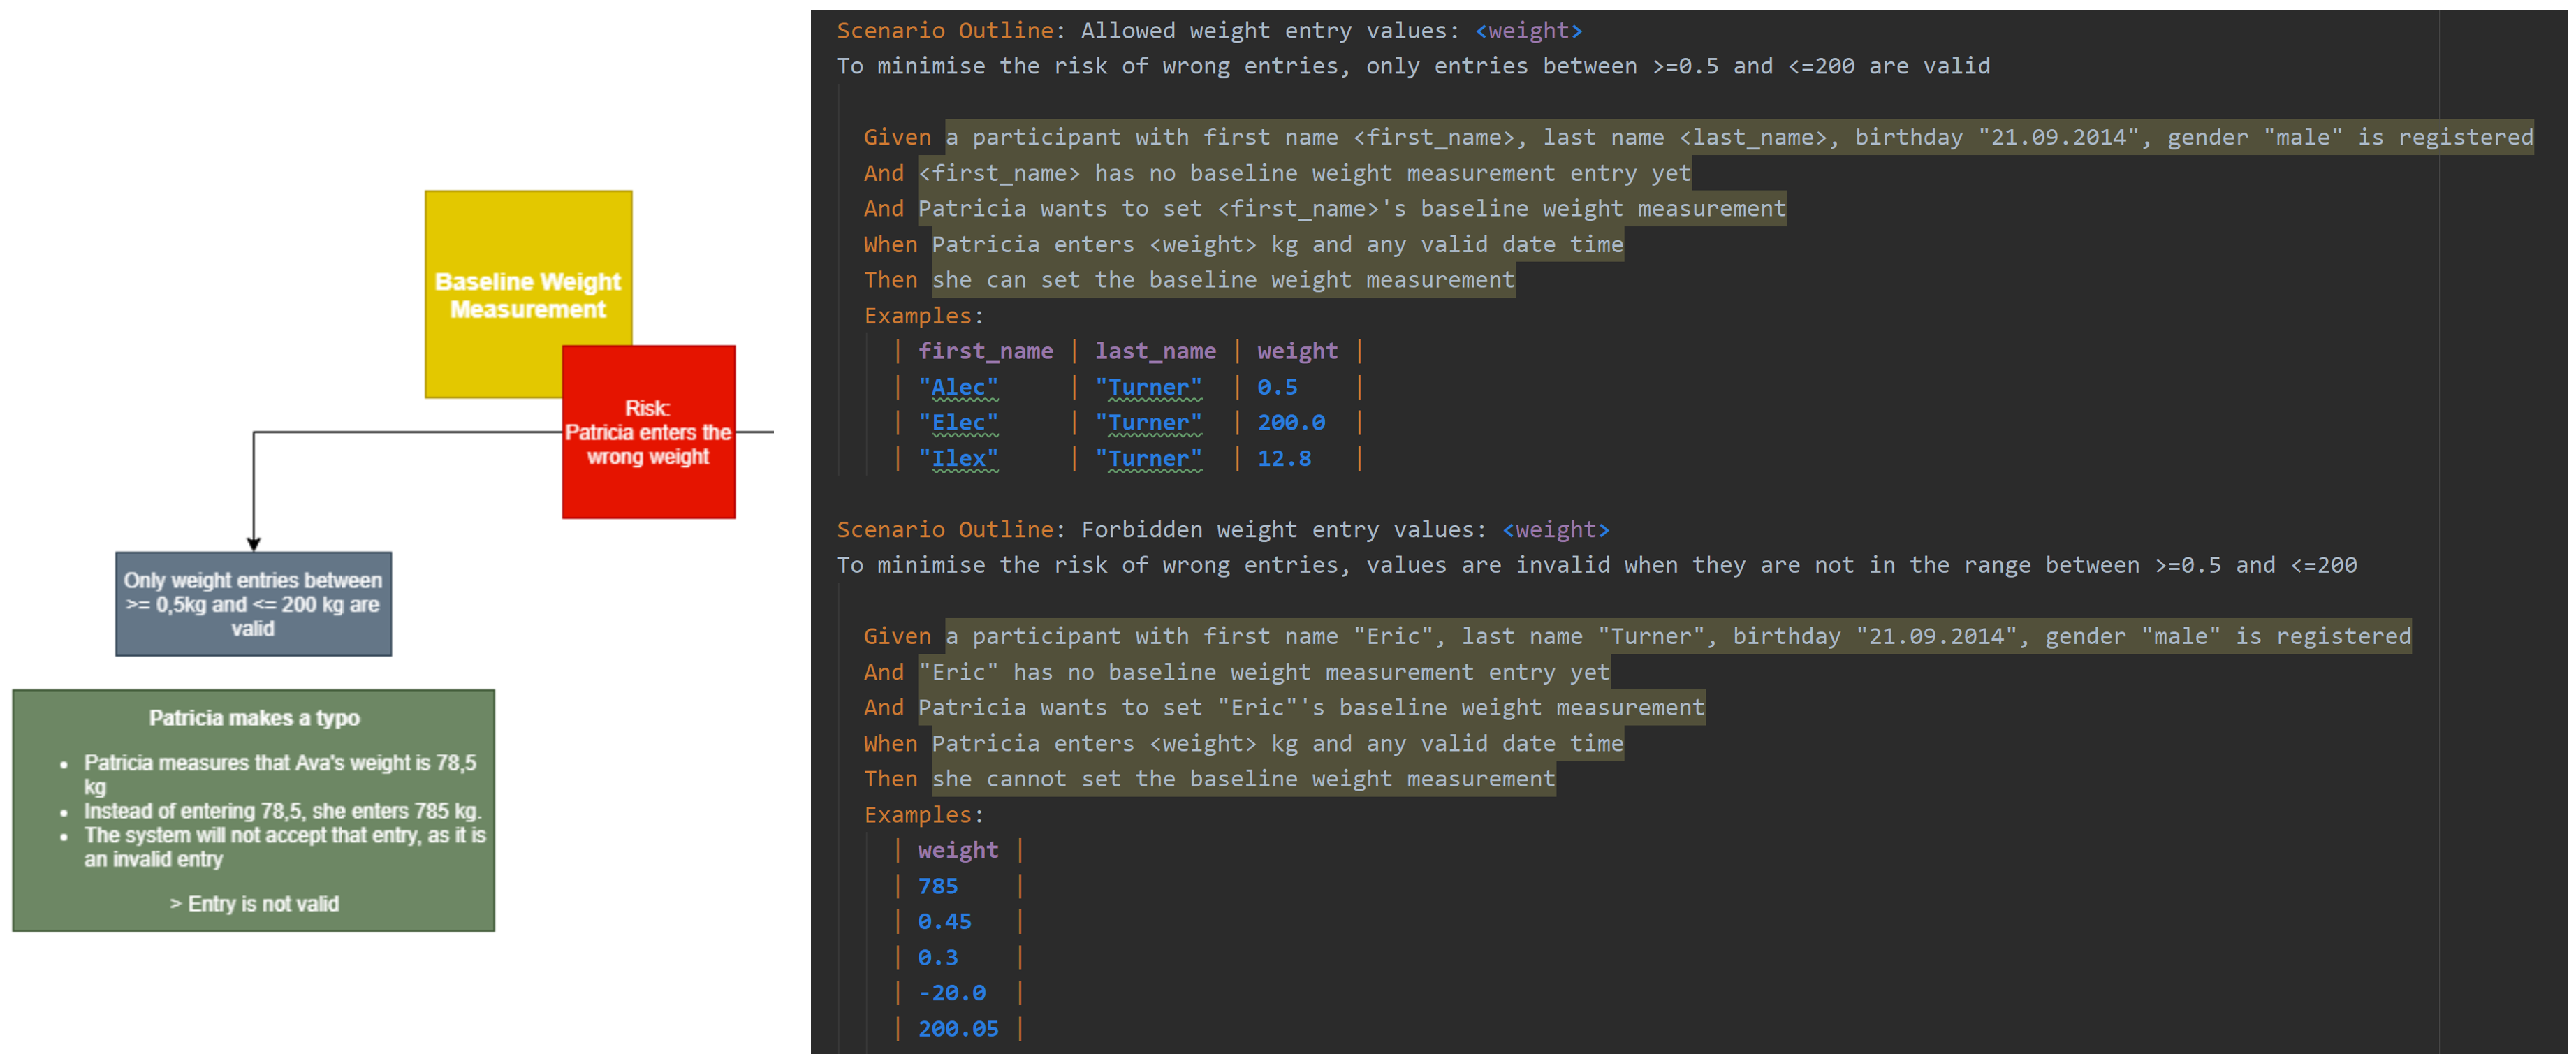 Baseline Weight
Measurement
Risk:
Patricia enters the
wrong weight
Only weight entries between
>= 0,5kg and <= 200 kg are
valid
Patricia makes a typo
• Patricia measures that Ava's weight is 78,5
kg
• Instead of entering 78,5, she enters 785 kg.
• The system will not accept that entry, as it is
an invalid entry
> Entry is not valid
Scenario Outline: Allowed weight entry values: <weight>
To minimise the risk of wrong entries, only entries between >=0.5 and <=200 are valid
Given a participant with first name <first_name>, last name <last_name>, birthday "21.09.2014", gender "male" is registered
And <first_name> has no baseline weight measurement entry yet
And Patricia wants to set <first_name>'s baseline weight measurement
When Patricia enters <weight> kg and any valid date time
Then she can set the baseline weight measurement
Examples:
| first_name | last_name | weight |
| "Alec" | "Turner" | 0.5 |
| "Elec" | "Turner" | 200.0 |
| "Ilex" | "Turner" | 12.8 |
Scenario Outline: Forbidden weight entry values: <weight>
To minimise the risk of wrong entries, values are invalid when they are not in the range between >=0.5 and <=200
Given a participant with first name "Eric", last name "Turner", birthday "21.09.2014", gender "male" is registered
And "Eric" has no baseline weight measurement entry yet
And Patricia wants to set "Eric"'s baseline weight measurement
When Patricia enters <weight> kg and any valid date time
Then she cannot set the baseline weight measurement
Examples:
| weight |
| 785 |
| 0.45 |
| 0.3 |
| -20.0 |
| 200.05 |